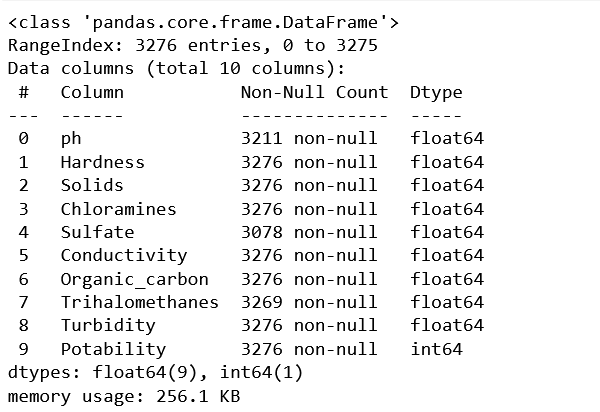 <class 'pandas.core.frame.DataFrame'>
RangeIndex: 3276 entries, 0 to 3275
Data columns (total 10 columns):
 #   Column           Non-Null Count  Dtype
---  ------           --------------  -----
 0   ph               3211 non-null   float64
 1   Hardness         3276 non-null   float64
 2   Solids           3276 non-null   float64
 3   Chloramines      3276 non-null   float64
 4   Sulfate          3078 non-null   float64
 5   Conductivity     3276 non-null   float64
 6   Organic_carbon   3276 non-null   float64
 7   Trihalomethanes  3269 non-null   float64
 8   Turbidity        3276 non-null   float64
 9   Potability       3276 non-null   int64
dtypes: float64(9), int64(1)
memory usage: 256.1 KB